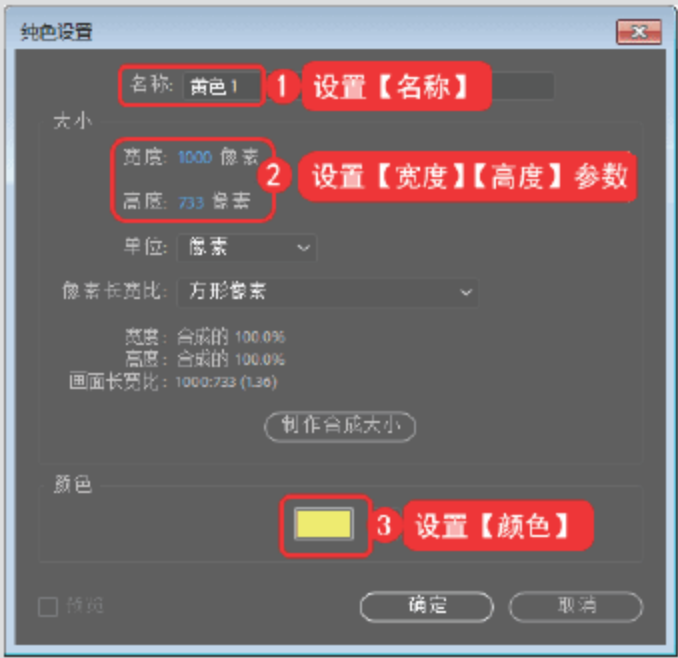 纯色设置
名称: 黄色 1 1 设置【名称】
大小
宽度: 1000 像素
2 设置【宽度】【高度】参数
高度: 733 像素
单位: 像素
像素长宽比: 方形像素
宽度: 合成的 100.0%
高度: 合成的 100.0%
画面长宽比: 1000:733 (1.36)
制作合成大小
颜色
3 设置【颜色】
预览 确定 取消